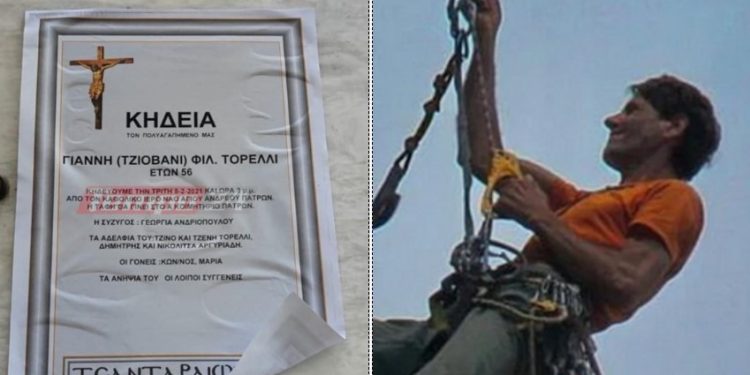 ΚΗΔΕΙΑ
ΤΟΝ ΠΟΛΥΑΓΑΠΗΜΕΝΟ ΜΑΣ
ΓΙΑΝΝΗ (ΤΖΙΟΒΑΝΙ) ΦΙΛ. ΤΟΡΕΛΛΙ
ΕΤΩΝ 56
ΚΗΔΕΥΟΥΜΕ ΤΗΝ ΤΡΙΤΗ 9-2-2021 ΚΑΙ ΩΡΑ 3 μ.μ.
ΑΠΟ ΤΟΝ ΚΑΘΟΛΙΚΟ ΙΕΡΟ ΝΑΟ ΑΓΙΟΥ ΑΝΔΡΕΟΥ ΠΑΤΡΩΝ.
Η ΤΑΦΗ ΘΑ ΓΙΝΕΙ ΣΤΟ Α΄ ΚΟΙΜΗΤΗΡΙΟ ΠΑΤΡΩΝ.
Η ΣΥΖΥΓΟΣ : ΓΕΩΡΓΙΑ ΑΝΔΡΙΟΠΟΥΛΟΥ
ΤΑ ΑΔΕΛΦΙΑ ΤΟΥ : ΤΖΙΝΟ ΚΑΙ ΤΖΕΝΗ ΤΟΡΕΛΛΙ,
ΔΗΜΗΤΡΗΣ ΚΑΙ ΝΙΚΟΛΙΤΣΑ ΑΡΓΥΡΙΑΔΗ.
ΟΙ ΓΟΝΕΙΣ : ΚΩΝ/ΝΟΣ, ΜΑΡΙΑ
ΤΑ ΑΝΗΨΙΑ ΤΟΥ ΟΙ ΛΟΙΠΟΙ ΣΥΓΓΕΝΕΙΣ